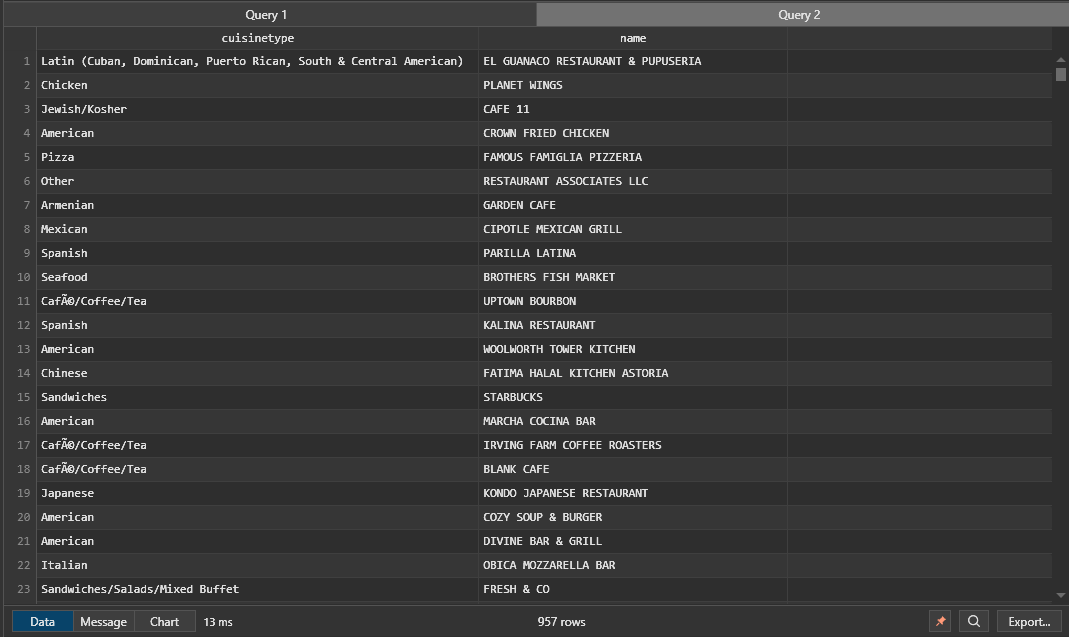 Query 1 Query 2
cuisinetype name
1 Latin (Cuban, Dominican, Puerto Rican, South & Central American) EL GUANACO RESTAURANT & PUPUSERIA
2 Chicken PLANET WINGS
3 Jewish/Kosher CAFE 11
4 American CROWN FRIED CHICKEN
5 Pizza FAMOUS FAMIGLIA PIZZERIA
6 Other RESTAURANT ASSOCIATES LLC
7 Armenian GARDEN CAFE
8 Mexican CIPOTLE MEXICAN GRILL
9 Spanish PARILLA LATINA
10 Seafood BROTHERS FISH MARKET
11 CafÃ©/Coffee/Tea UPTOWN BOURBON
12 Spanish KALINA RESTAURANT
13 American WOOLWORTH TOWER KITCHEN
14 Chinese FATIMA HALAL KITCHEN ASTORIA
15 Sandwiches STARBUCKS
16 American MARCHA COCINA BAR
17 CafÃ©/Coffee/Tea IRVING FARM COFFEE ROASTERS
18 CafÃ©/Coffee/Tea BLANK CAFE
19 Japanese KONDO JAPANESE RESTAURANT
20 American COZY SOUP & BURGER
21 American DIVINE BAR & GRILL
22 Italian OBICA MOZZARELLA BAR
23 Sandwiches/Salads/Mixed Buffet FRESH & CO
Data Message Chart 13 ms 957 rows Export...